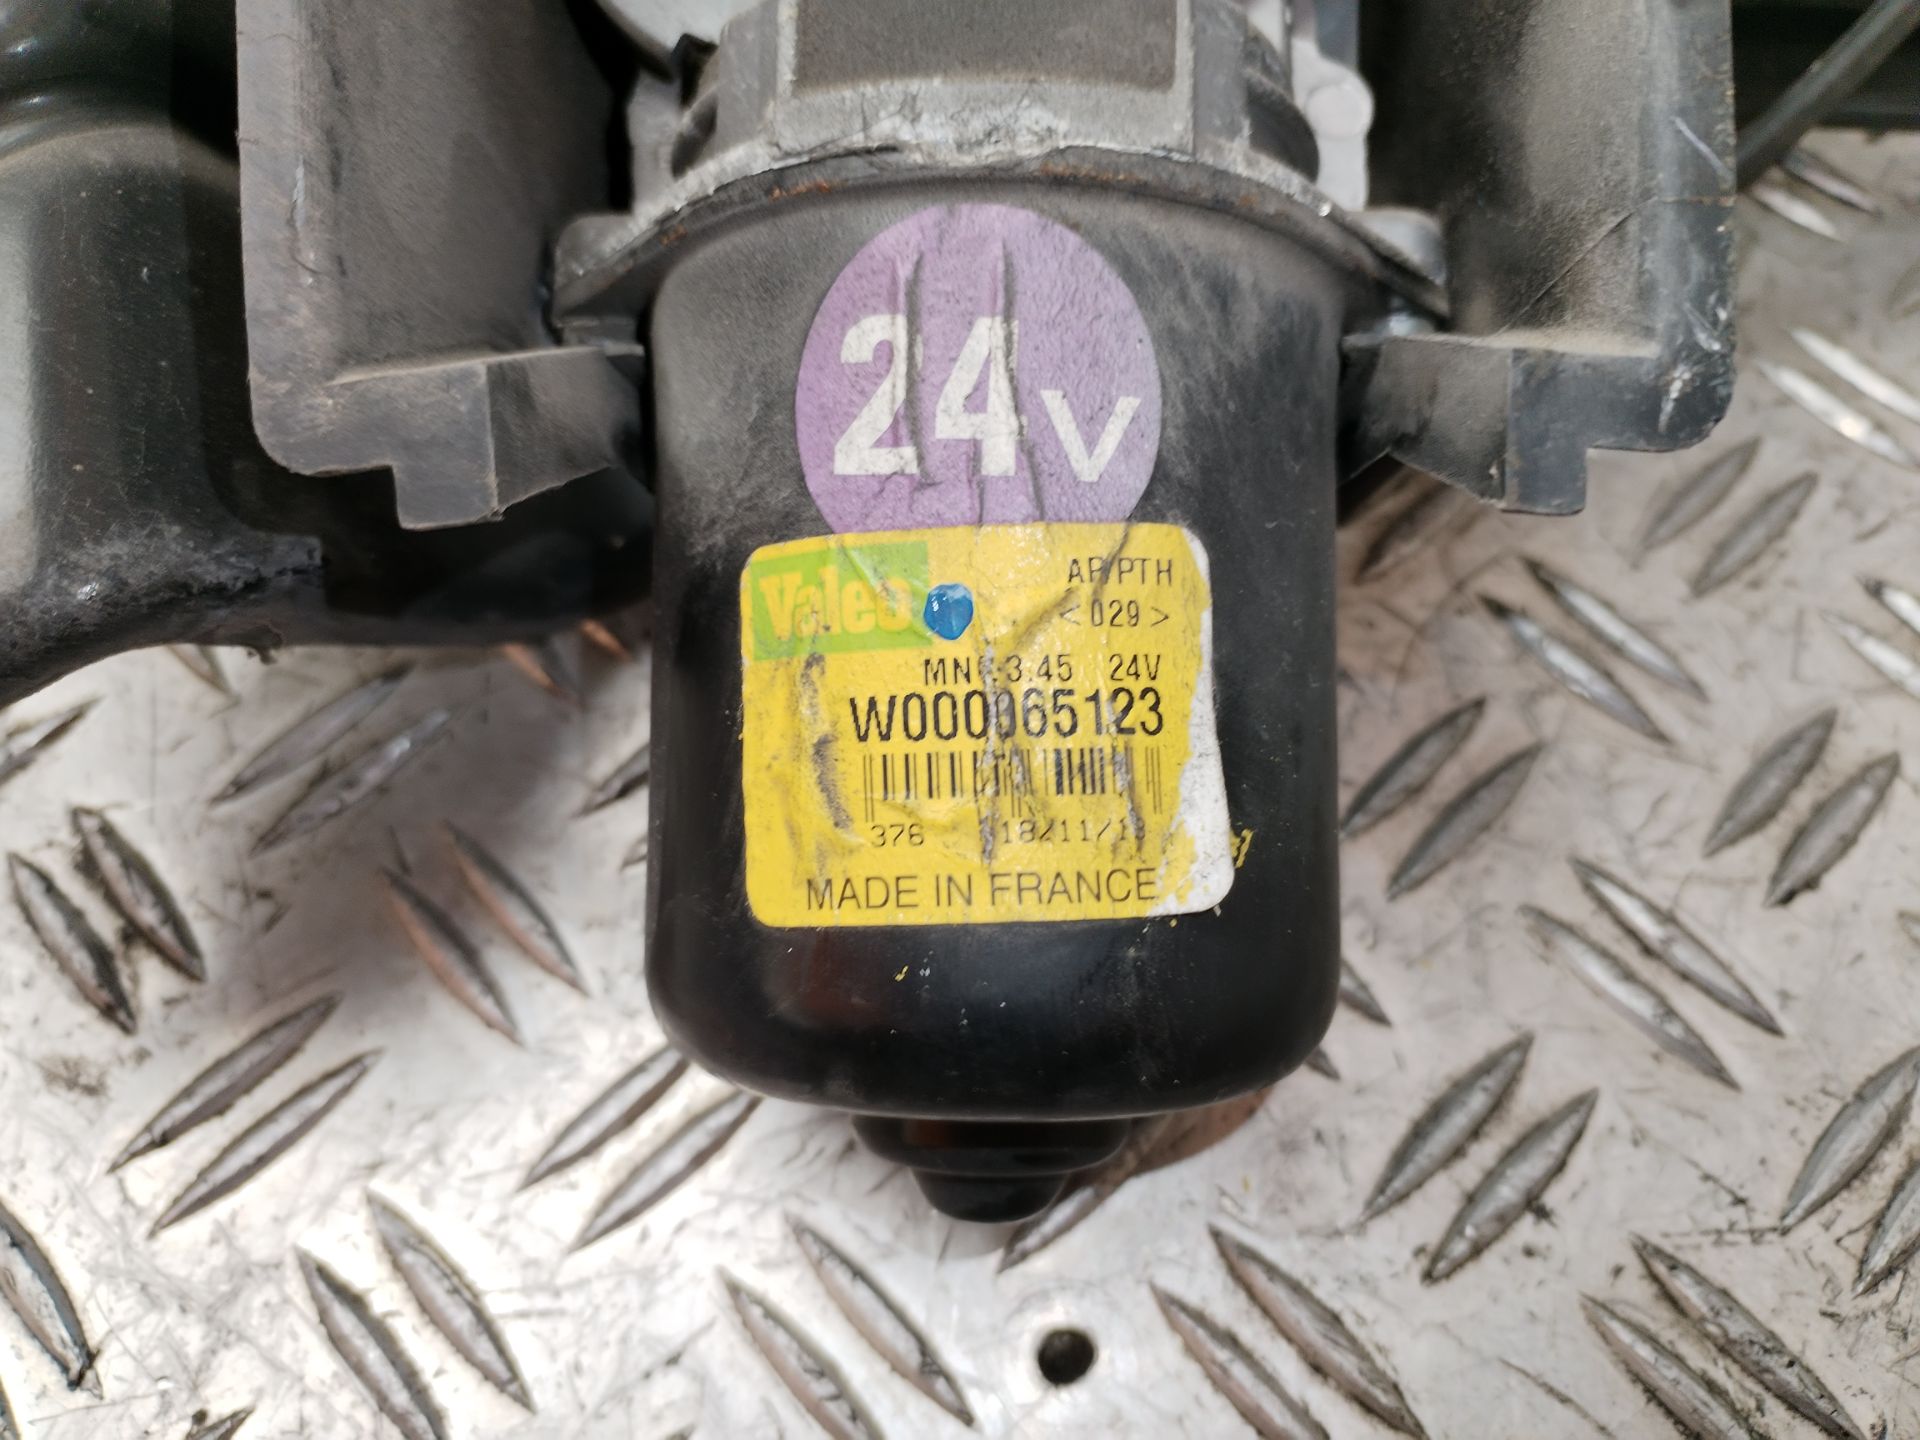 24V
Valeo
AP/PTH
<029>
24V
W000065123
376
MADE IN FRANCE